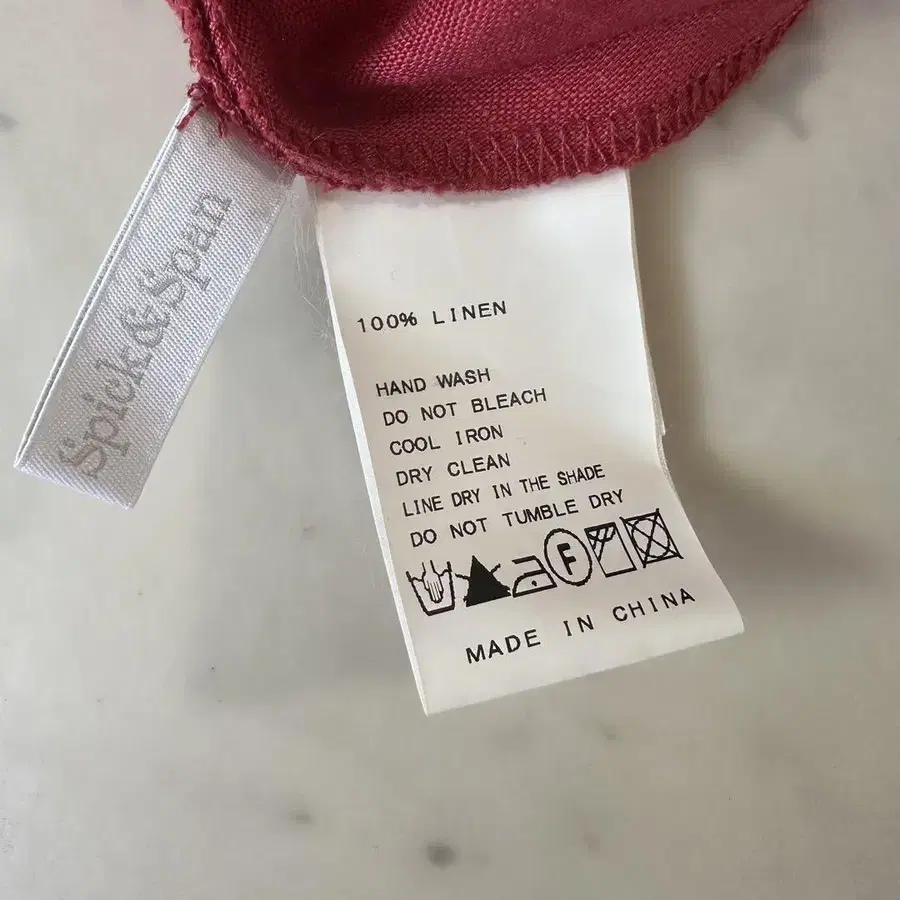 Spick&Span
100% LINEN
HAND WASH
DO NOT BLEACH
COOL IRON
DRY CLEAN
LINE DRY IN THE SHADE
DO NOT TUMBLE DRY
F
MADE IN CHINA